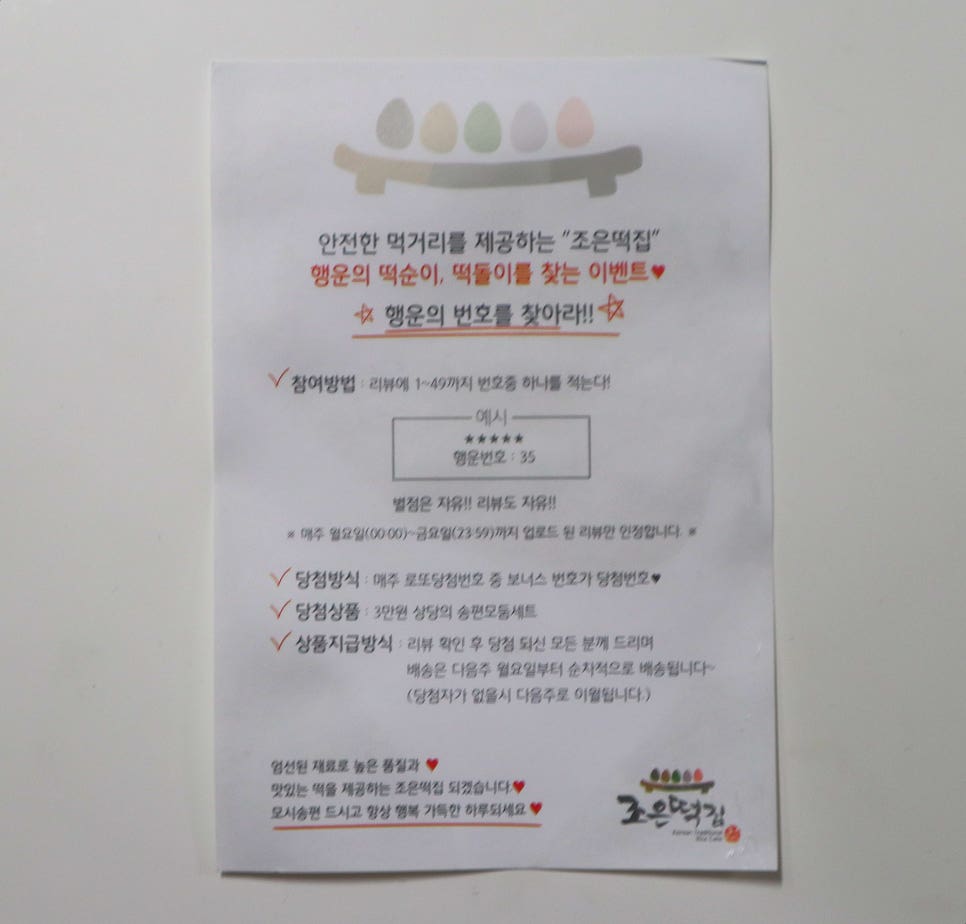 안전한 먹거리를 제공하는 "조은떡집"
행운의 떡순이, 떡돌이를 찾는 이벤트♥
☆ 행운의 번호를 찾아라!! ☆
✓ 참여방법 : 리뷰에 1~49까지 번호중 하나를 적는다!
예시
★★★★★
행운번호 : 35
별점은 자유!! 리뷰도 자유!!
※ 매주 월요일(00:00)~금요일(23:59)까지 업로드 된 리뷰만 인정합니다. ※
✓ 당첨방식 : 매주 로또당첨번호 중 보너스 번호가 당첨번호♥
✓ 당첨상품 : 3만원 상당의 송편모둠세트
✓ 상품지급방식 : 리뷰 확인 후 당첨 되신 모든 분께 드리며
배송은 다음주 월요일부터 순차적으로 배송됩니다~
(당첨자가 없을시 다음주로 이월됩니다.)
엄선된 재료로 높은 품질과 ♥
맛있는 떡을 제공하는 조은떡집 되겠습니다.♥
모시송편 드시고 항상 행복 가득한 하루되세요 ♥
조은떡집
Korean Traditional
Rice Cake